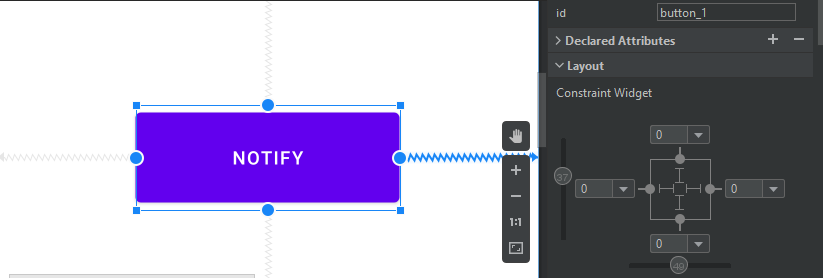 id button_1
Declared Attributes
Layout
Constraint Widget
0
NOTIFY
37
0 0
1:1
0
49